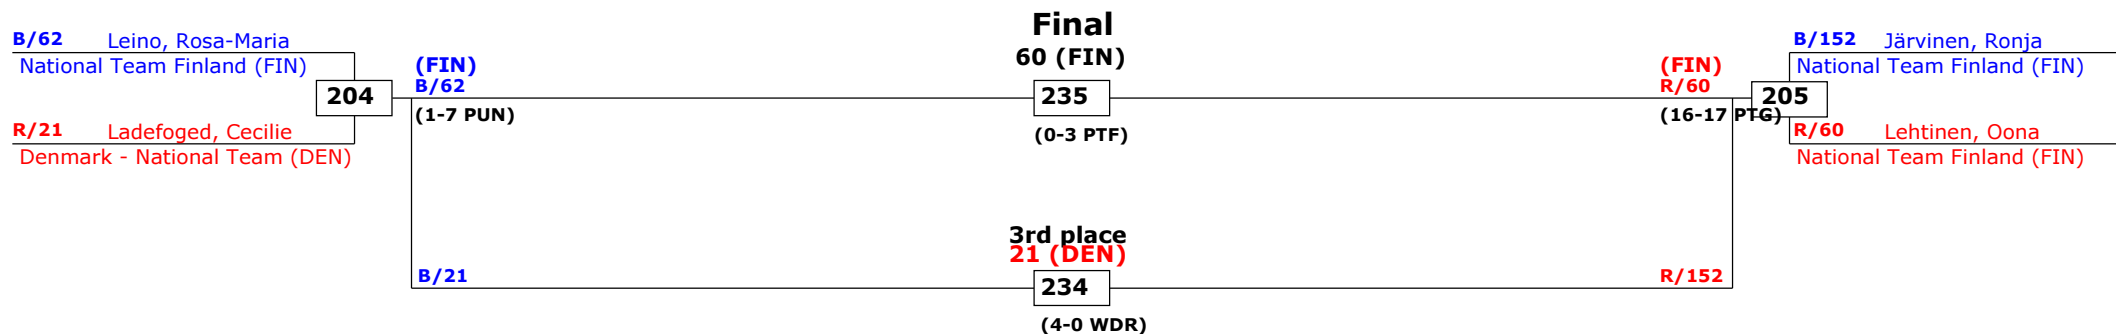 Final
60 (FIN)
B/62 Leino, Rosa-Maria
National Team Finland (FIN)
204
R/21 Ladefoged, Cecilie
Denmark - National Team (DEN)
(FIN)
B/62
(1-7 PUN)
235
(0-3 PTF)
(FIN)
R/60
(16-17 PTG)
205
B/152 Järvinen, Ronja
National Team Finland (FIN)
R/60 Lehtinen, Oona
National Team Finland (FIN)
3rd place
21 (DEN)
B/21
234
R/152
(4-0 WDR)